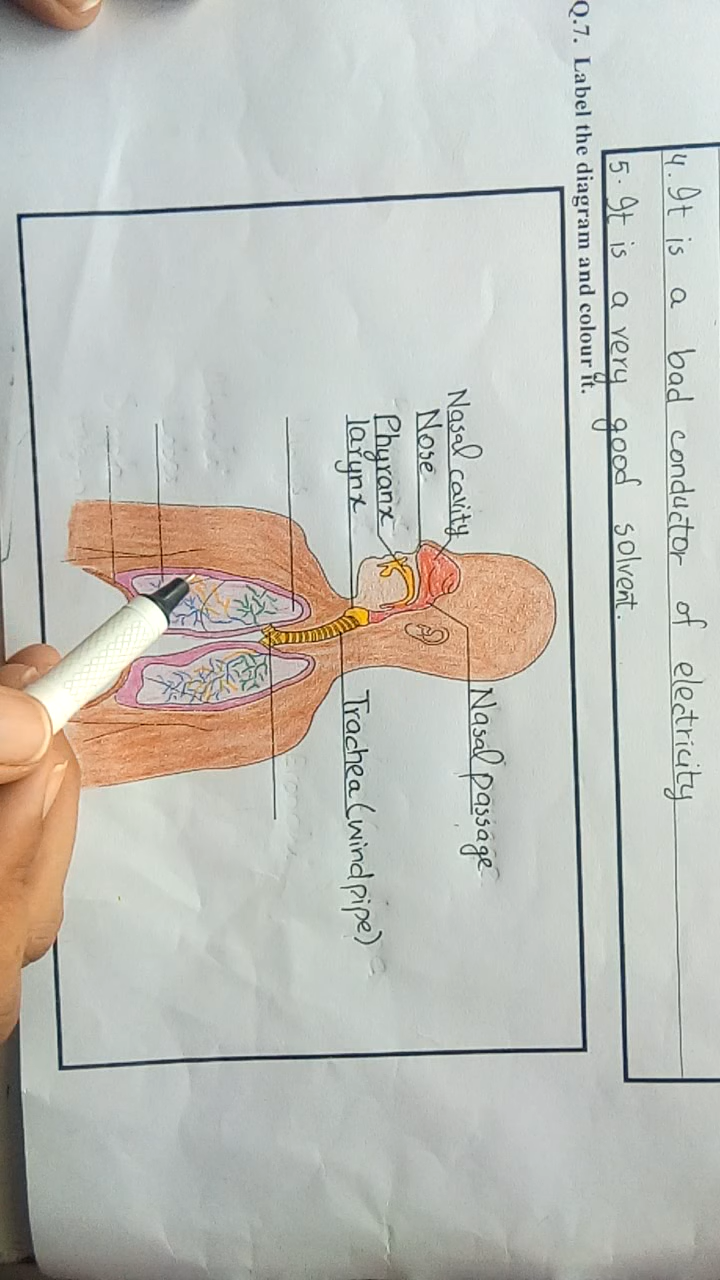 4. It is a bad conductor of electricity
5. It is a very good solvent.
Q.7. Label the diagram and colour it.
Nasal cavity
Nose
Phyranx
larynx
Nasal passage
Trachea (windpipe)